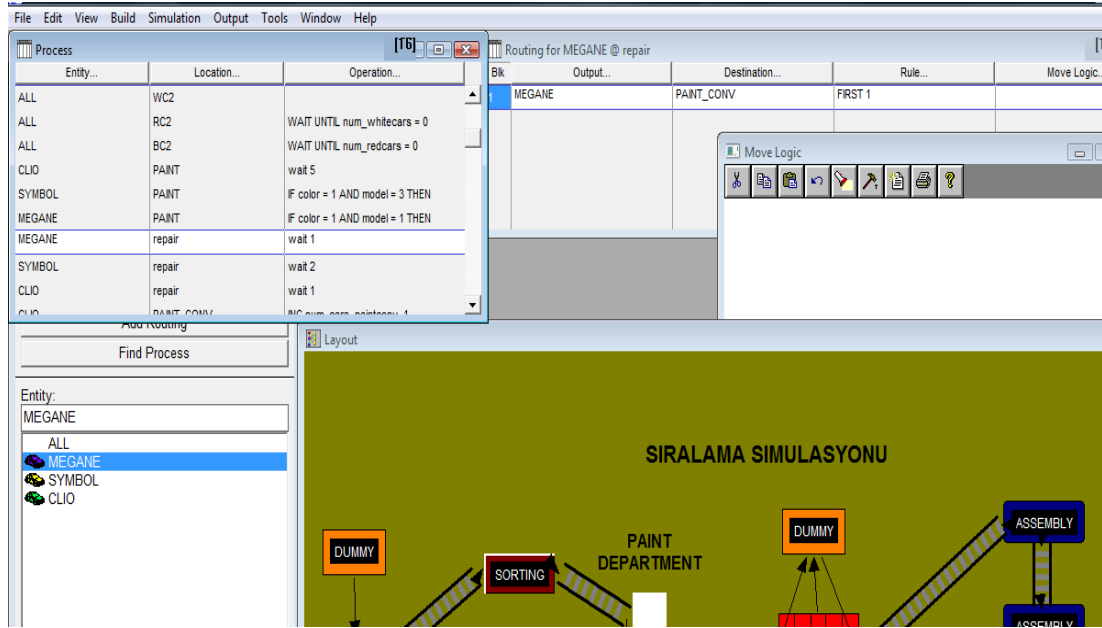 File Edit View Build Simulation Output Tools Window Help
Process [16]
Entity... Location... Operation...
ALL WC2
ALL RC2 WAIT UNTIL num_whitecars = 0
ALL BC2 WAIT UNTIL num_redcars = 0
CLIO PAINT wait 5
SYMBOL PAINT IF color = 1 AND model = 3 THEN
MEGANE PAINT IF color = 1 AND model = 1 THEN
MEGANE repair wait 1
SYMBOL repair wait 2
CLIO repair wait 1
Routing for MEGANE @ repair
Blk Output... Destination... Rule... Move Logic...
1 MEGANE PAINT_CONV FIRST 1
Move Logic
Find Process
Entity:
MEGANE
ALL
MEGANE
SYMBOL
CLIO
Layout
SIRALAMA SIMULASYONU
DUMMY
SORTING
PAINT
DEPARTMENT
DUMMY
ASSEMBLY
ASSEMBLY